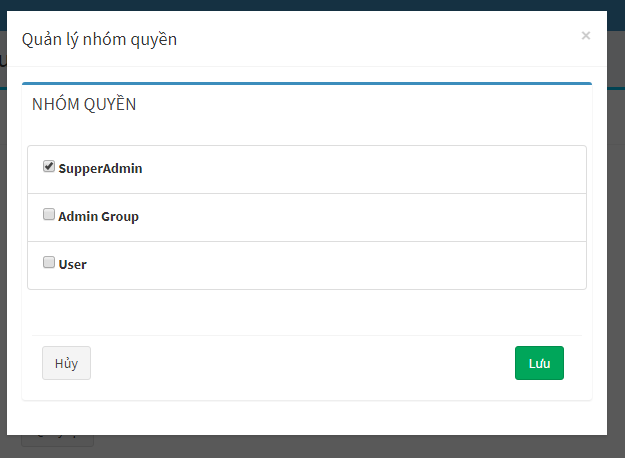 Quản lý nhóm quyền
×
NHÓM QUYỀN
SupperAdmin
Admin Group
User
Hủy
Lưu